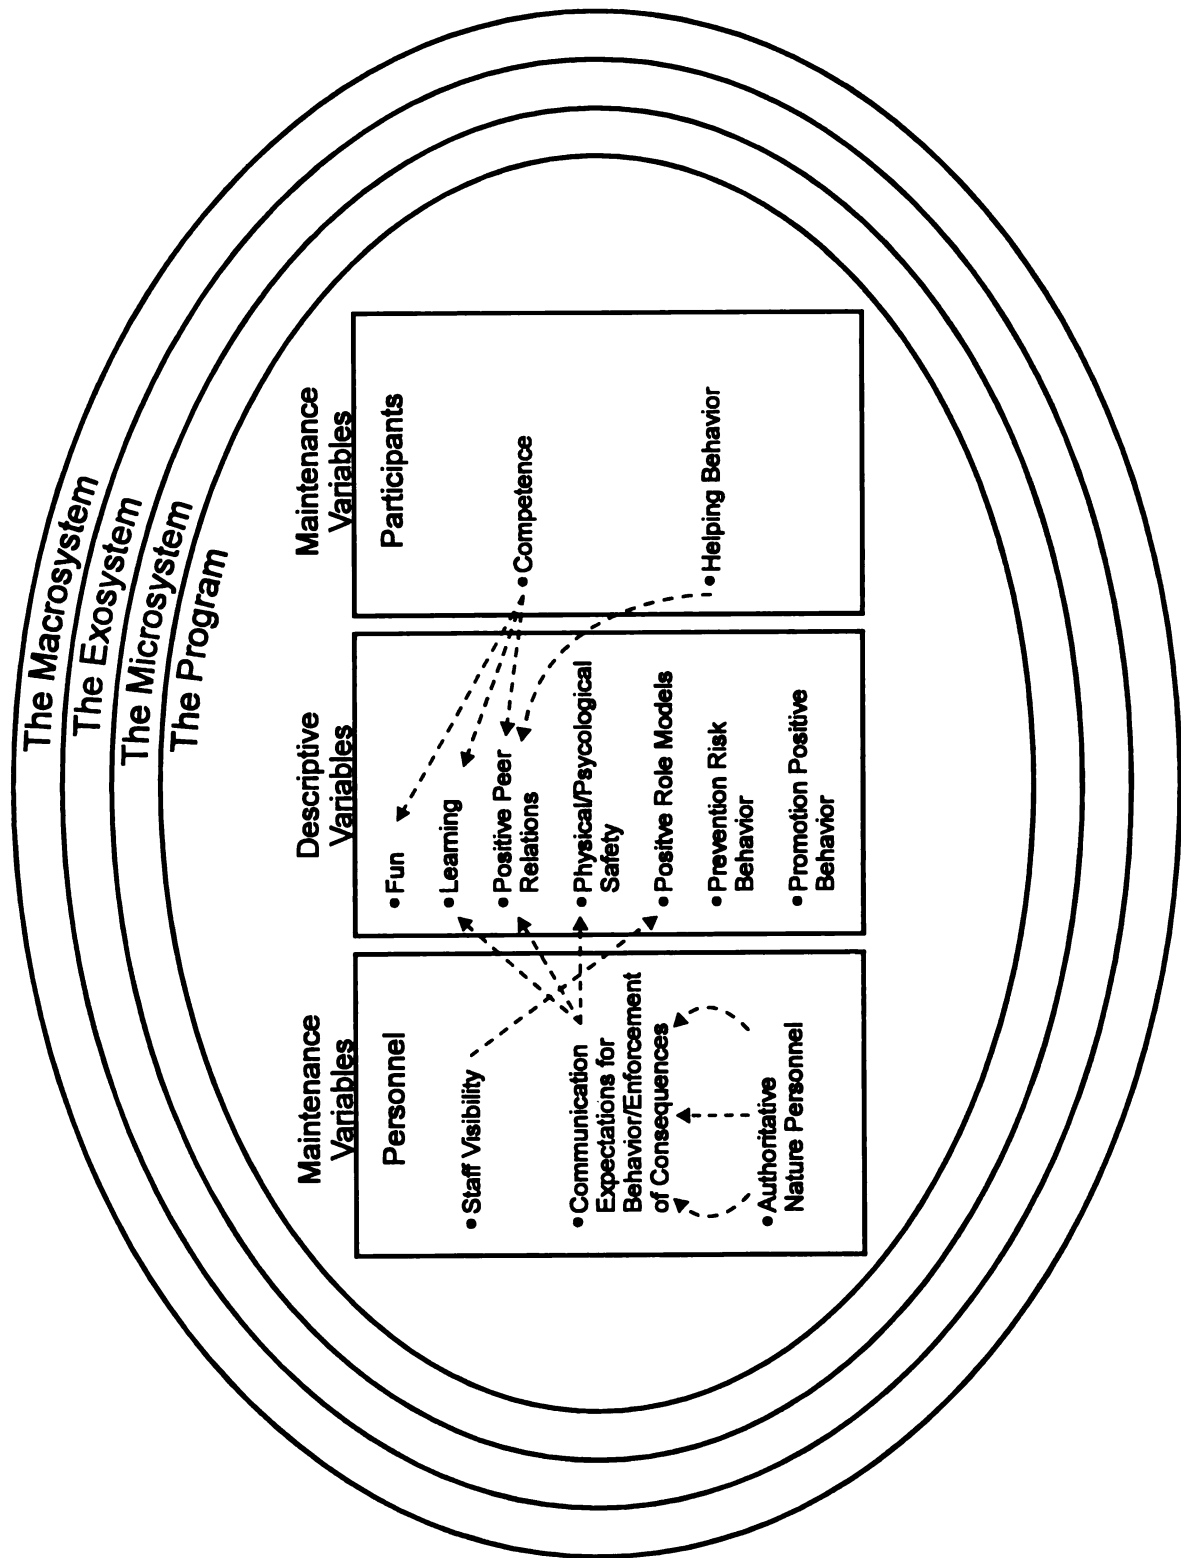 The Macrosystem
The Exosystem
The Microsystem
The Program
Maintenance
Variables
Personnel
•Staff Visibility
•Communication
Expectations for
Behavior/Enforcement
of Consequences
•Authoritative
Nature Personnel
Descriptive
Variables
•Fun
•Learning
•Positive Peer
Relations
•Physical/Psycological
Safety
•Positve Role Models
•Prevention Risk
Behavior
•Promotion Positive
Behavior
Maintenance
Variables
Participants
•Competence
•Helping Behavior